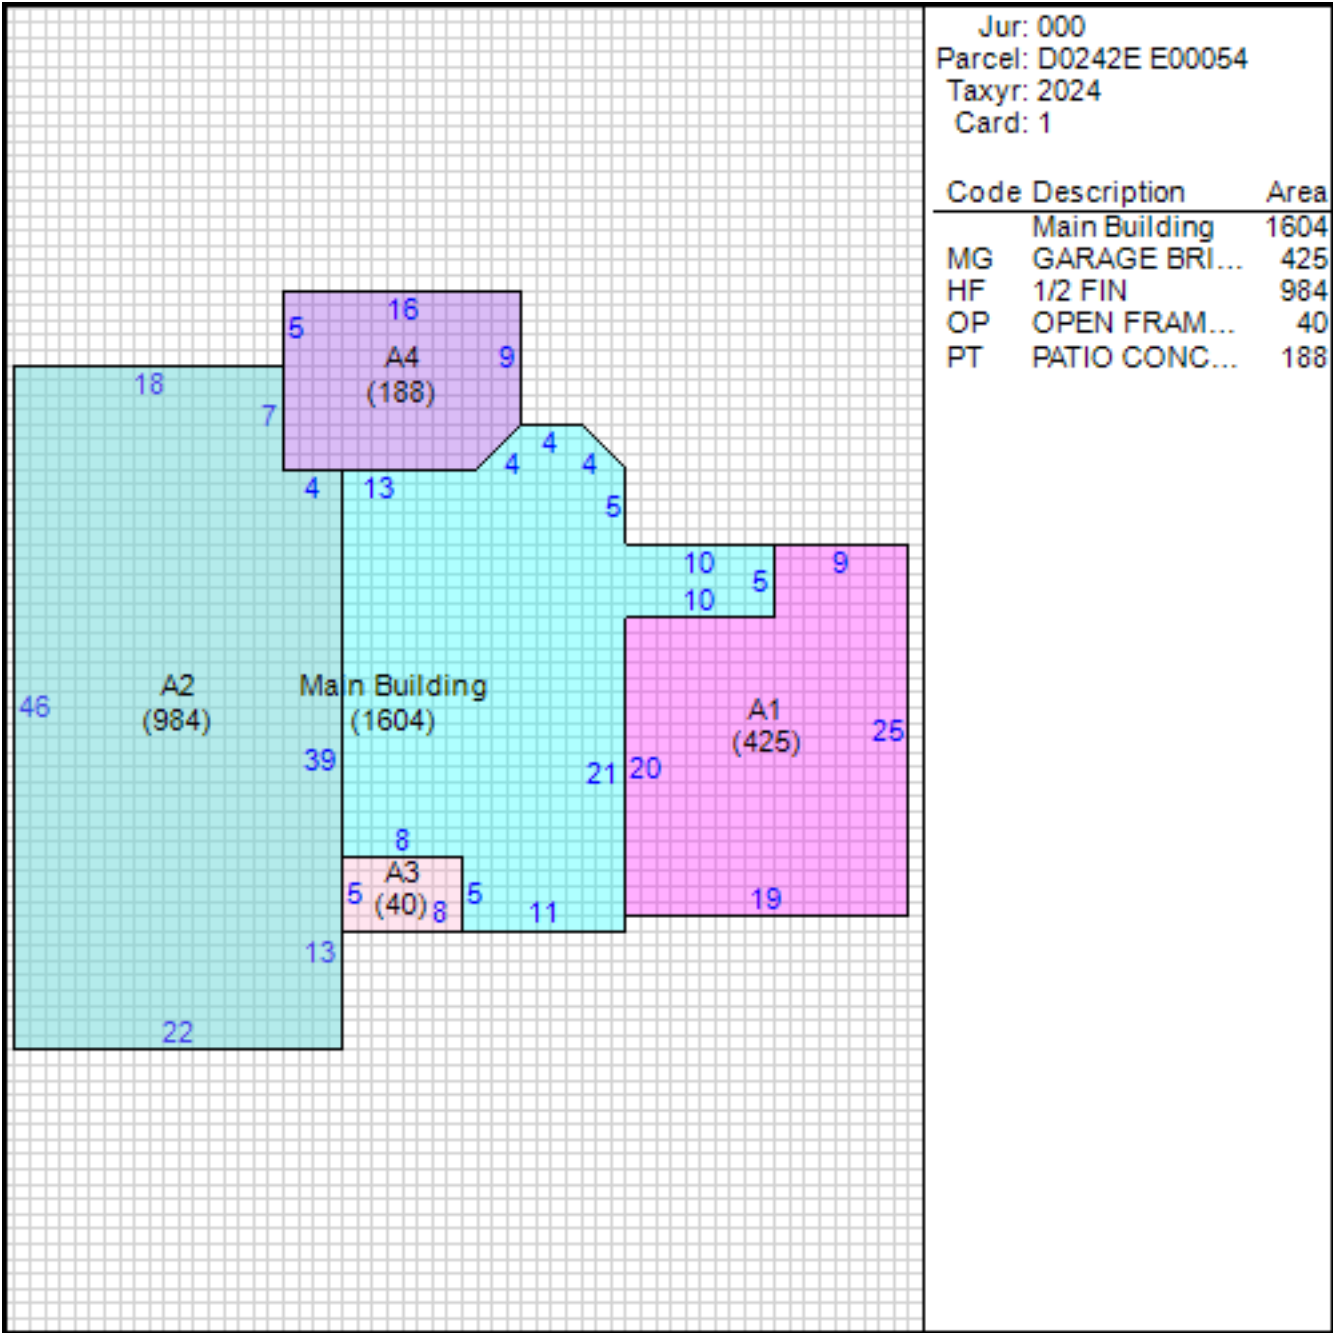 Jur: 000
Parcel: D0242E E00054
Taxyr: 2024
Card: 1
Code Description Area
Main Building 1604
MG GARAGE BRI... 425
HF 1/2 FIN 984
OP OPEN FRAM... 40
PT PATIO CONC... 188
16
5
A4
9
(188)
18
7
4
4
4
4
13
5
10
9
5
10
A2
Main Building
46
(984)
(1604)
A1
25
(425)
39
21
20
8
A3
5
(40)
8
5
11
19
13
22